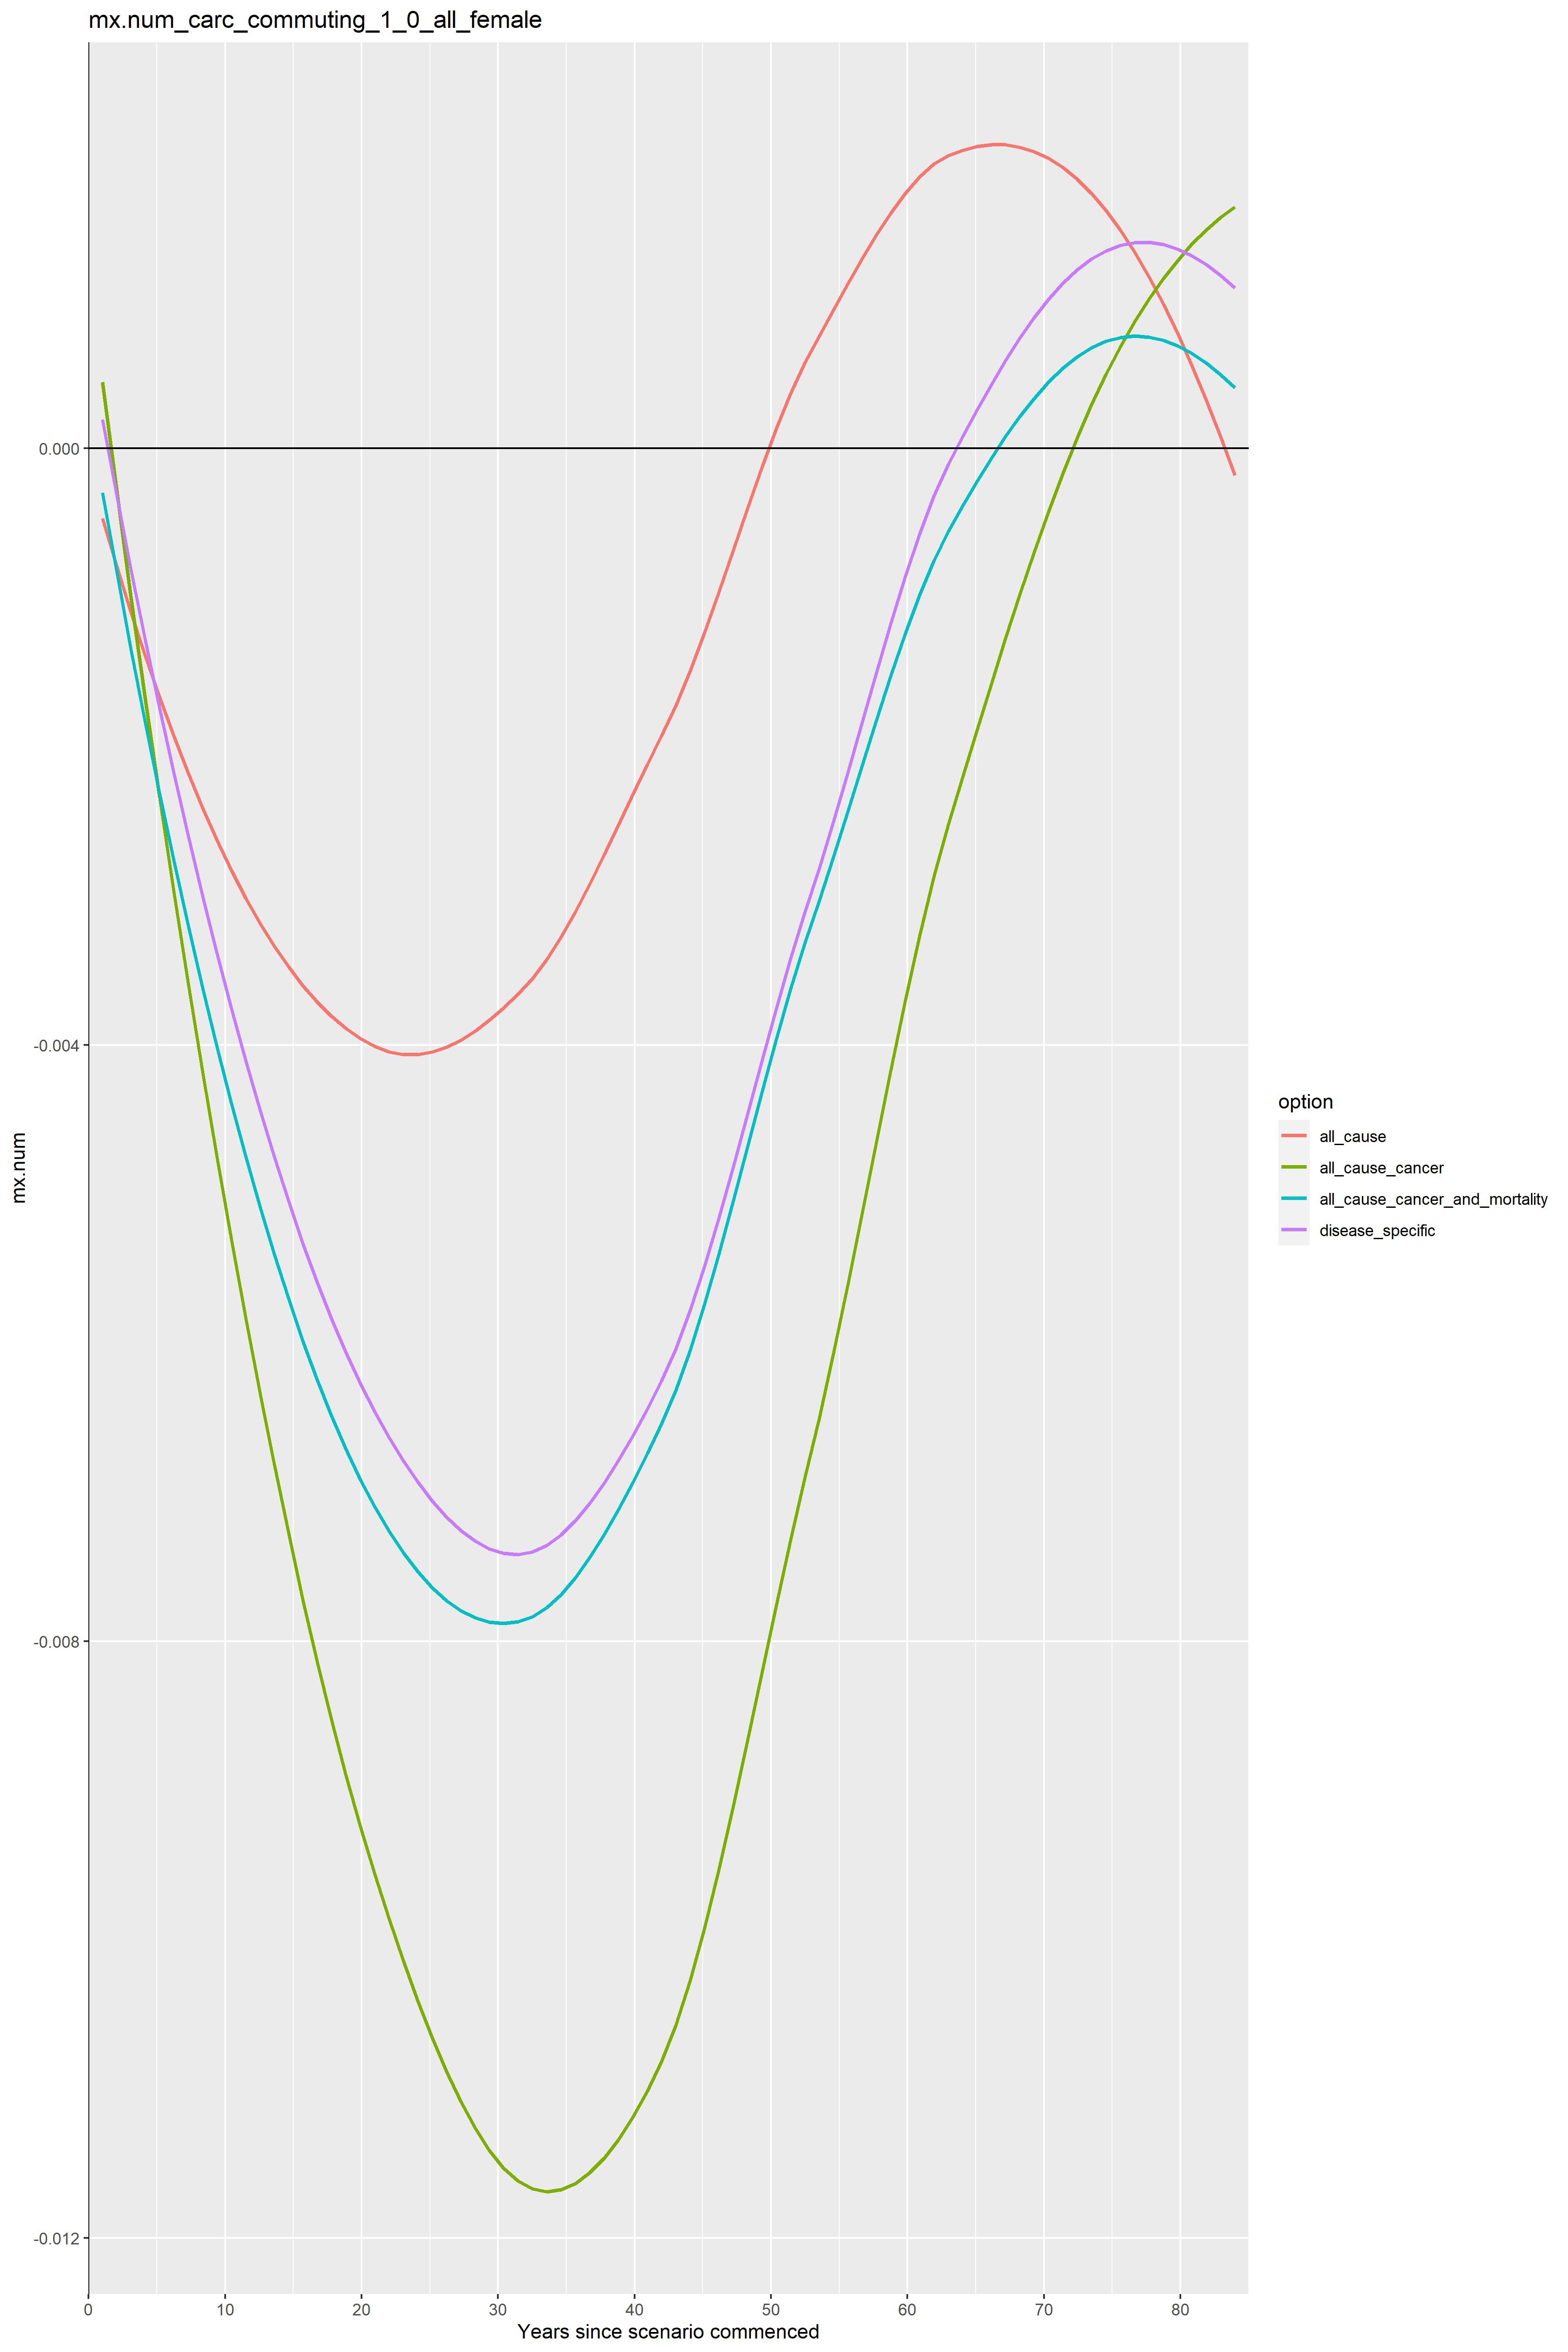 mx.num_carc_commuting_1_0_all_female
0.000
-0.004
-0.008
-0.012
mx.num
0 10 20 30 40 50 60 70 80
Years since scenario commenced
option
all_cause
all_cause_cancer
all_cause_cancer_and_mortality
disease_specific